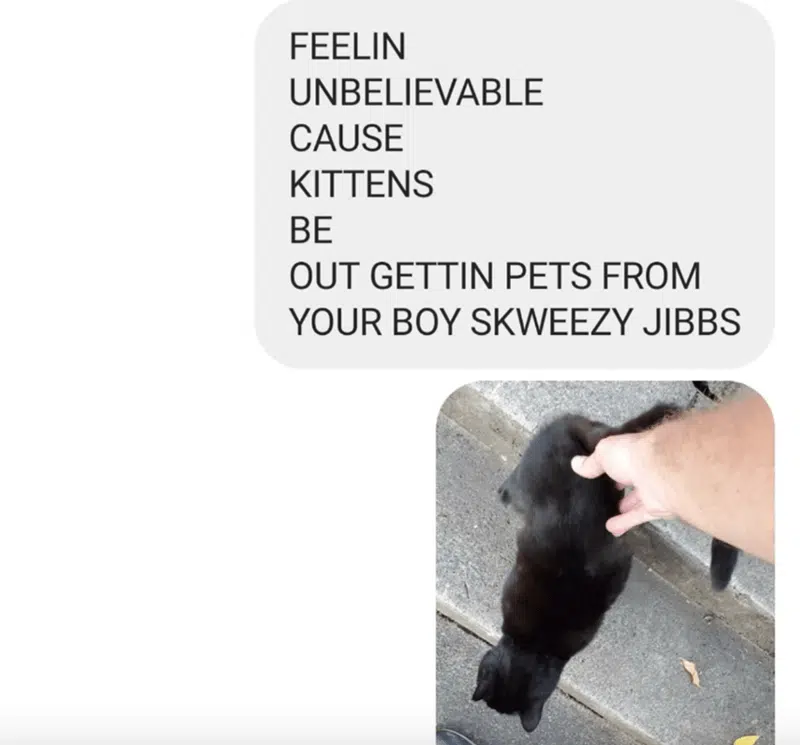 FEELIN
UNBELIEVABLE
CAUSE
KITTENS
BE
OUT GETTIN PETS FROM
YOUR BOY SKWEEZY JIBBS